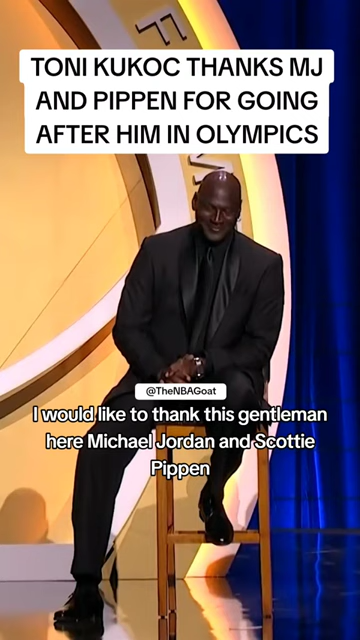 TONI KUKOC THANKS MJ
AND PIPPEN FOR GOING
AFTER HIM IN OLYMPICS
@TheNBAGoat
I would like to thank this gentleman
here Michael Jordan and Scottie
Pippen